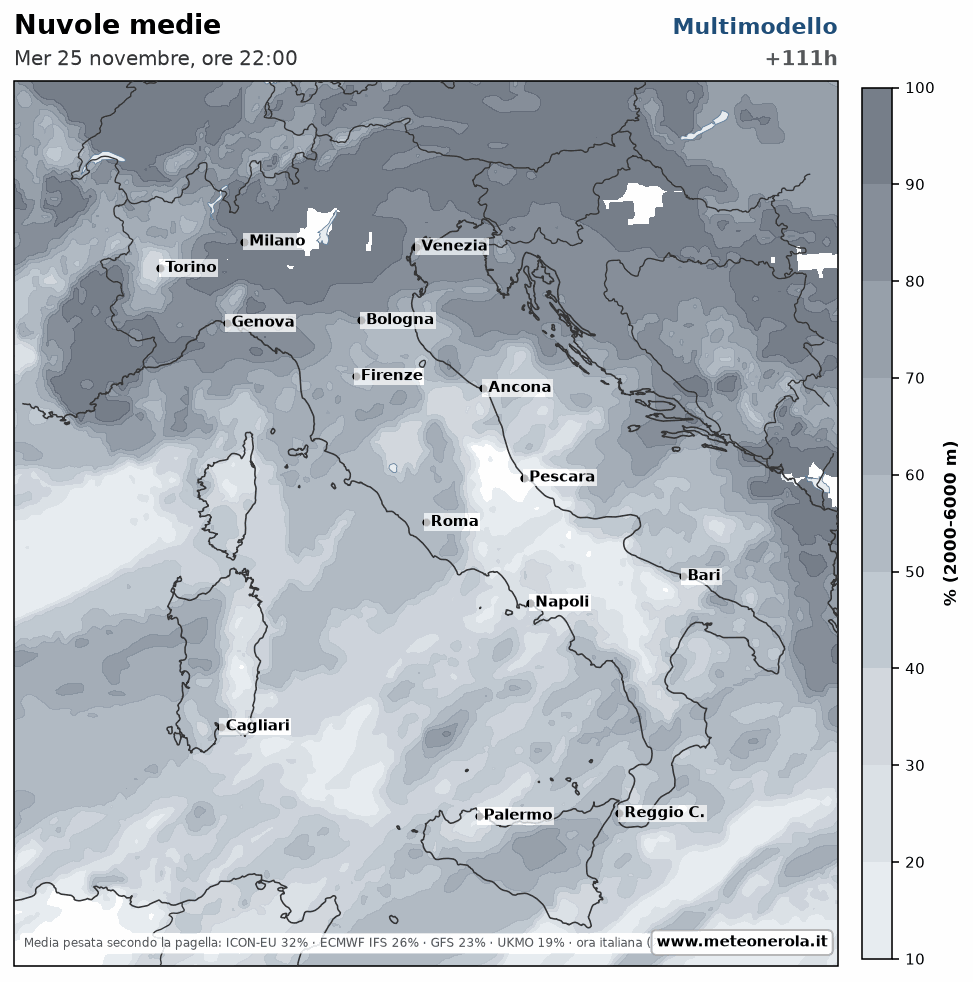 Nuvole medie
Multimodello
Mer 25 novembre, ore 22:00
+111h
100
90
80
70
60
50
40
30
20
10
% (2000-6000 m)
Milano
Venezia
Torino
Genova
Bologna
Firenze
Ancona
Pescara
Roma
Bari
Napoli
Cagliari
Palermo
Reggio C.
Media pesata secondo la pagella: ICON-EU 32% · ECMWF IFS 26% · GFS 23% · UKMO 19% · ora italiana (
www.meteonerola.it